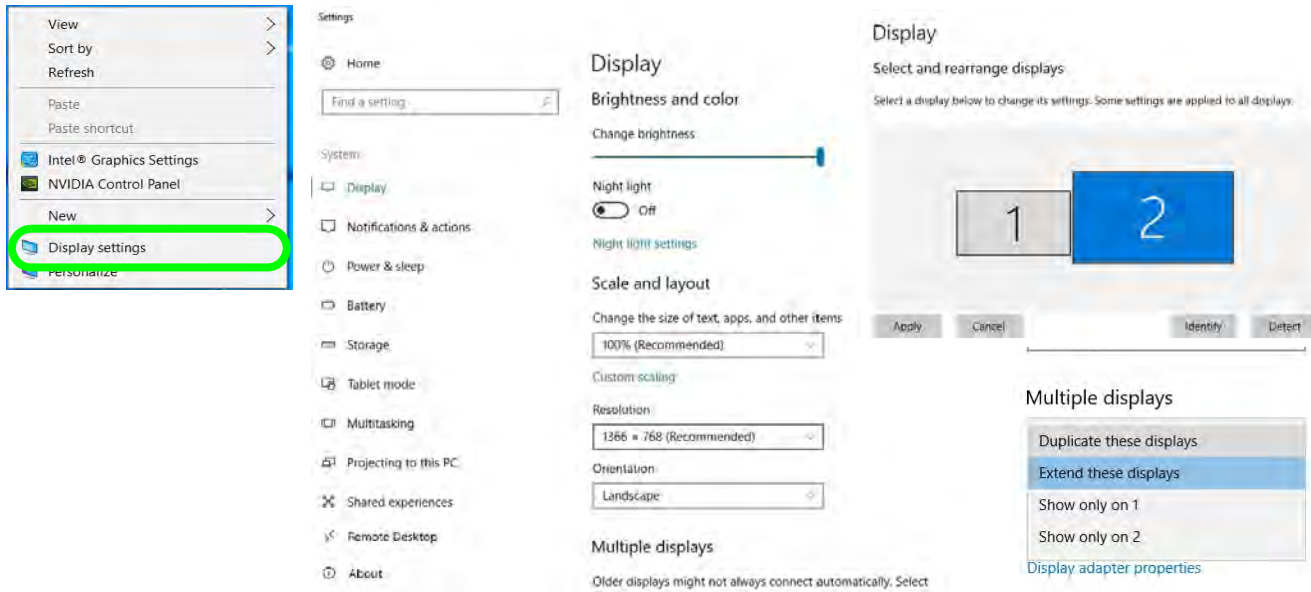 View
Sort by
Refresh
Paste
Paste shortcut
Intel® Graphics Settings
NVIDIA Control Panel
New
Display settings
Personalize
Settings
Home
Find a setting
System
Display
Notifications & actions
Power & sleep
Battery
Storage
Tablet mode
Multitasking
Projecting to this PC
Shared experiences
Remote Desktop
About
Display
Brightness and color
Change brightness
Night light
Off
Night light settings
Scale and layout
Change the size of text, apps, and other items
100% (Recommended)
Custom scaling
Resolution
1366 × 768 (Recommended)
Orientation
Landscape
Multiple displays
Older displays might not always connect automatically. Select
Display
Select and rearrange displays
Select a display below to change its settings. Some settings are applied to all displays.
1 2
Apply Cancel Identify Detect
Multiple displays
Duplicate these displays
Extend these displays
Show only on 1
Show only on 2
Display adapter properties